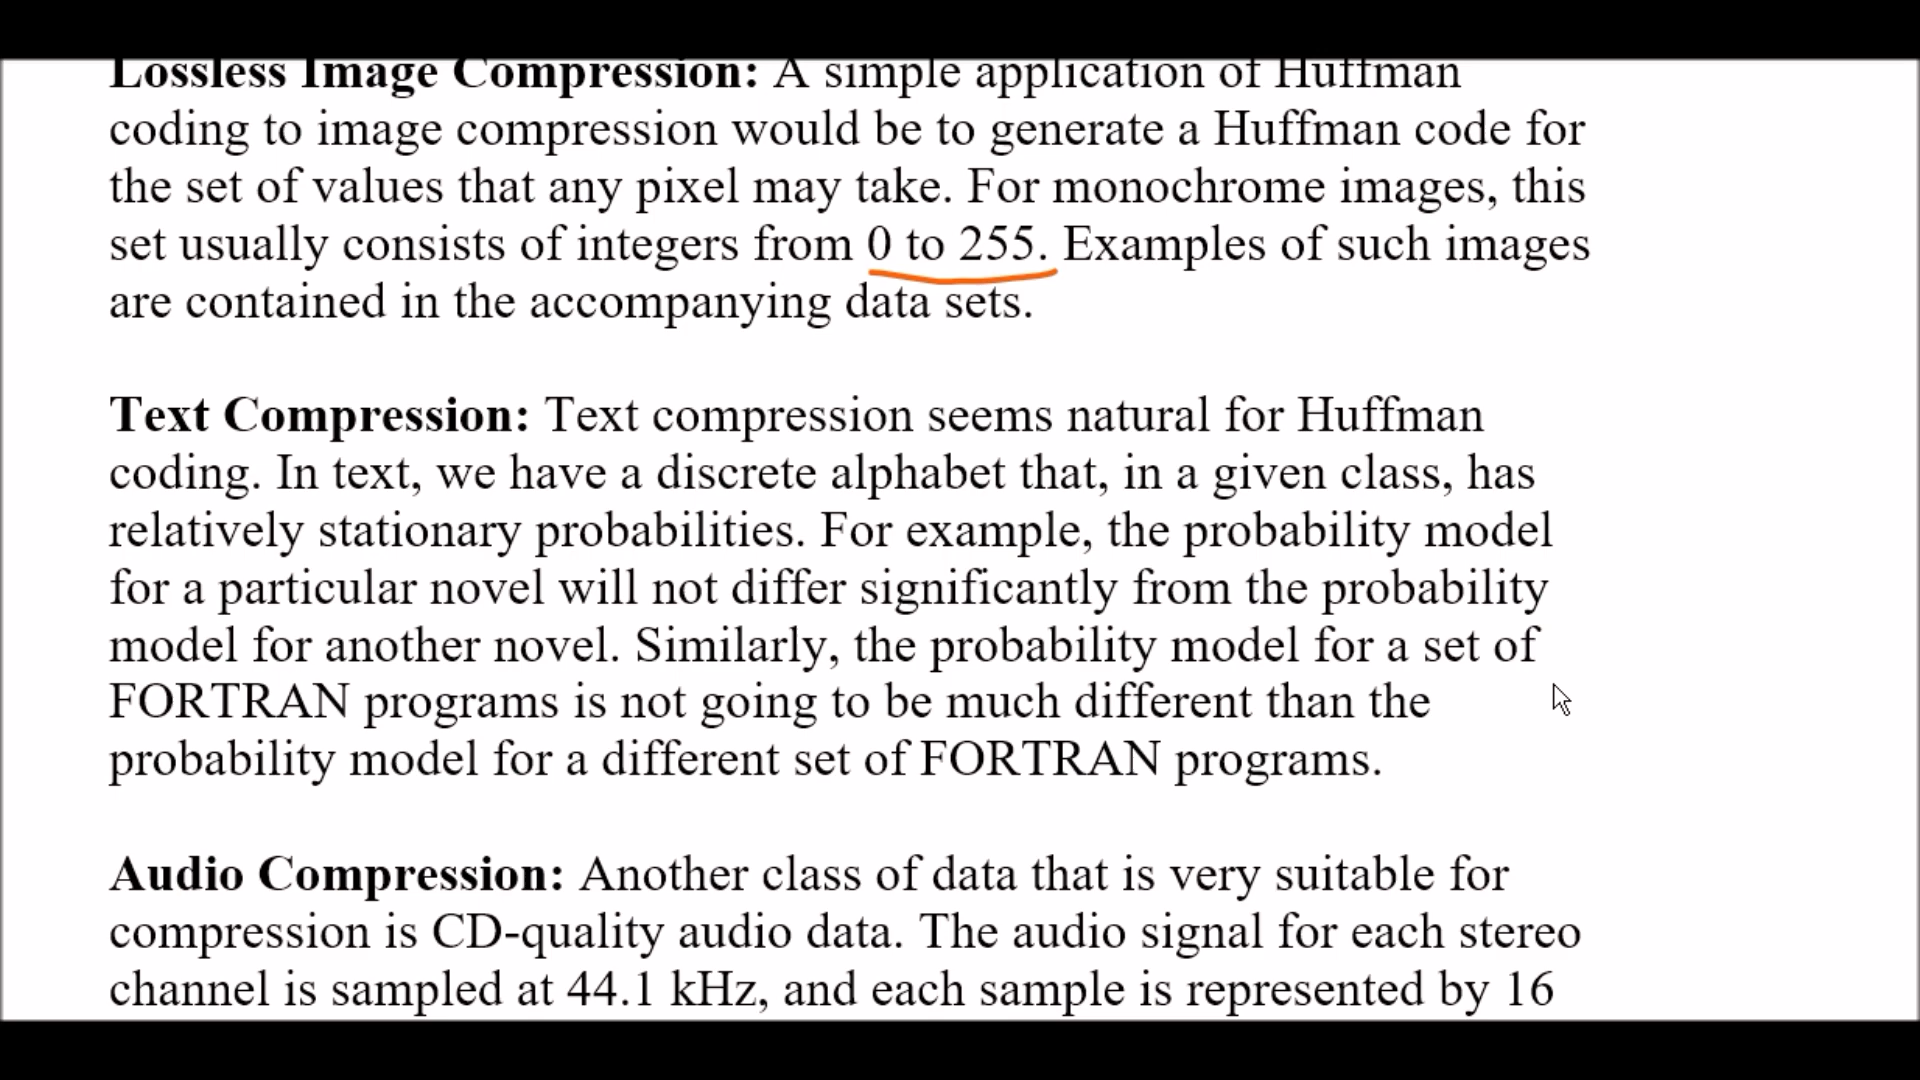 Lossless Image Compression: A simple application of Huffman
coding to image compression would be to generate a Huffman code for
the set of values that any pixel may take. For monochrome images, this
set usually consists of integers from 0 to 255. Examples of such images
are contained in the accompanying data sets.
Text Compression: Text compression seems natural for Huffman
coding. In text, we have a discrete alphabet that, in a given class, has
relatively stationary probabilities. For example, the probability model
for a particular novel will not differ significantly from the probability
model for another novel. Similarly, the probability model for a set of
FORTRAN programs is not going to be much different than the
probability model for a different set of FORTRAN programs.
Audio Compression: Another class of data that is very suitable for
compression is CD-quality audio data. The audio signal for each stereo
channel is sampled at 44.1 kHz, and each sample is represented by 16